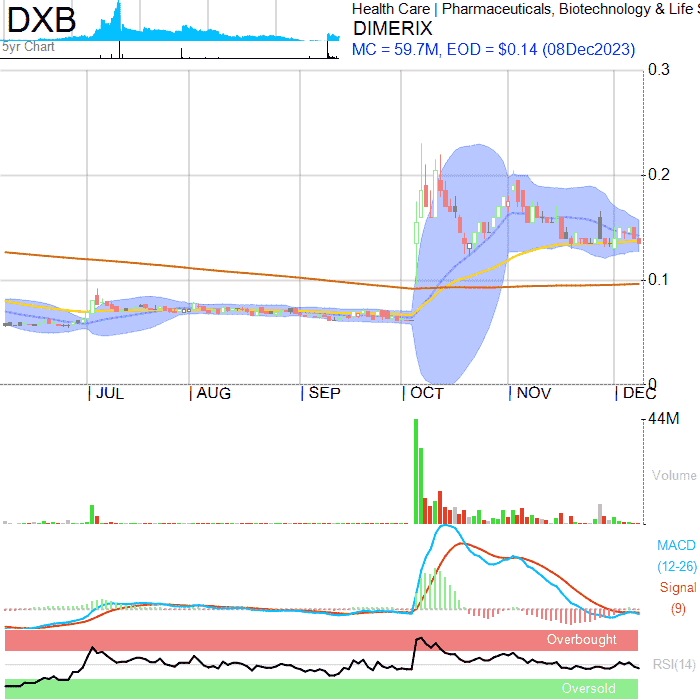 DXB
5yr Chart
Health Care | Pharmaceuticals, Biotechnology & Life S
DIMERIX
MC = 59.7M, EOD = $0.14 (08Dec2023)
0.3
0.2
0.1
0
JUL AUG SEP OCT NOV DEC
44M
Volume
MACD
(12-26)
Signal
(9)
Overbought
RSI(14)
Oversold